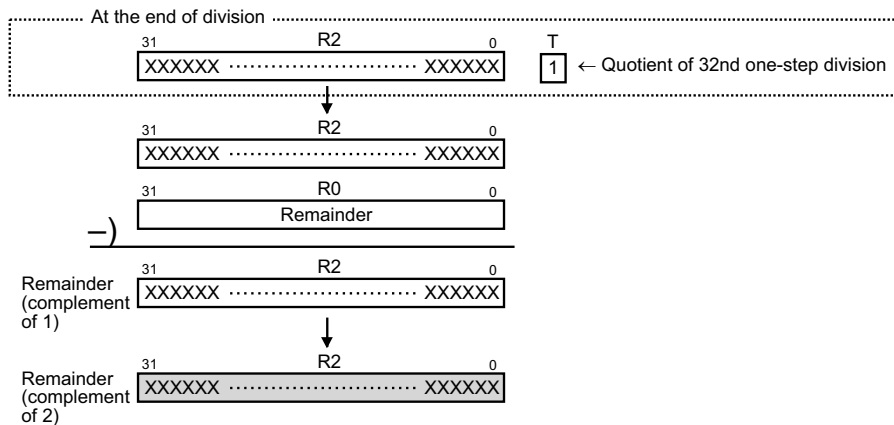 At the end of division
31 R2 0 T
XXXXXX ································ XXXXXX 1 ← Quotient of 32nd one-step division
31 R2 0
XXXXXX ································ XXXXXX
31 R0 0
Remainder
–)
31 R2 0
Remainder
(complement
of 1)
XXXXXX ································ XXXXXX
31 R2 0
Remainder
(complement
of 2)
XXXXXX ································ XXXXXX